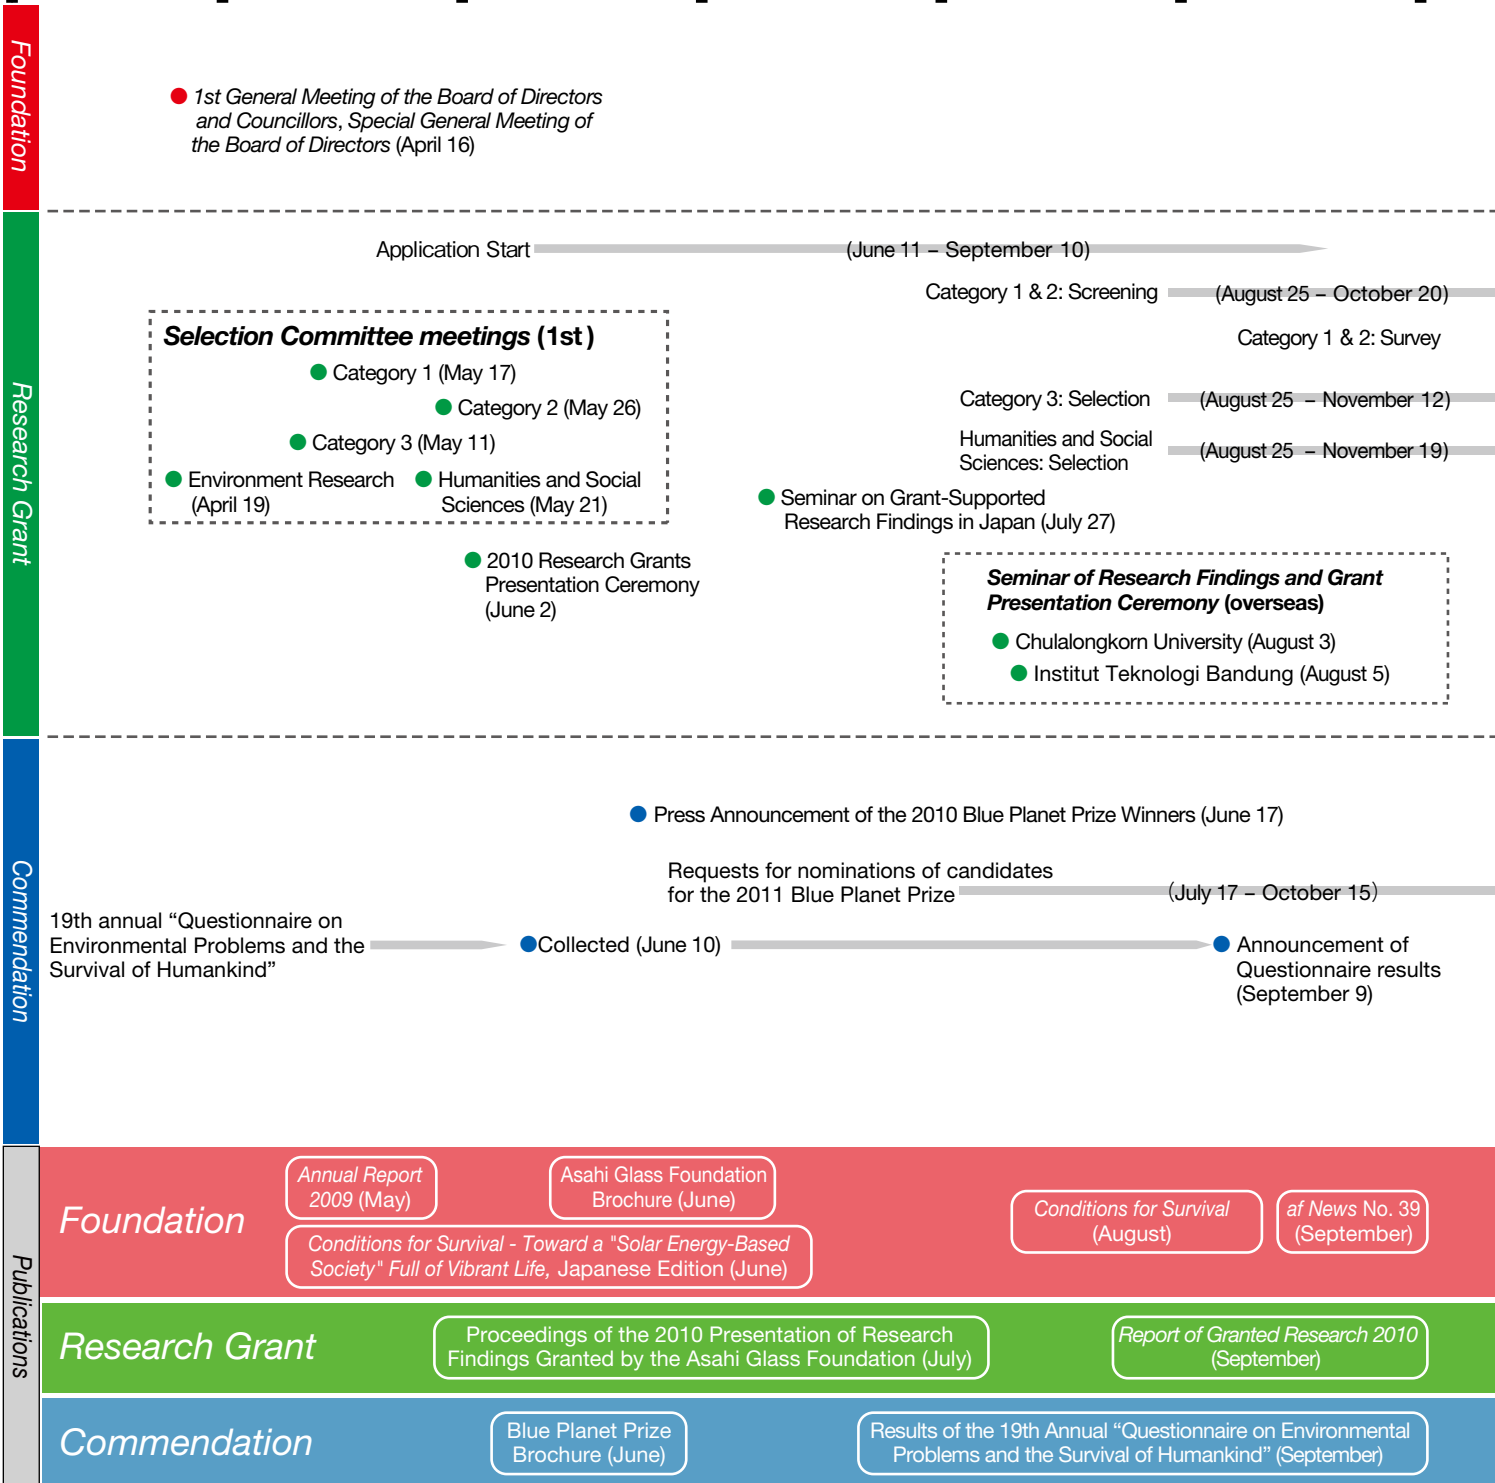 Foundation
1st General Meeting of the Board of Directors
and Councillors, Special General Meeting of
the Board of Directors (April 16)
Research Grant
Application Start
(June 11 – September 10)
Category 1 & 2: Screening
(August 25 – October 20)
Category 1 & 2: Survey
Selection Committee meetings (1st)
Category 1 (May 17)
Category 2 (May 26)
Category 3 (May 11)
Environment Research
(April 19)
Humanities and Social
Sciences (May 21)
Category 3: Selection
(August 25 – November 12)
Humanities and Social
Sciences: Selection
(August 25 – November 19)
Seminar on Grant-Supported
Research Findings in Japan (July 27)
2010 Research Grants
Presentation Ceremony
(June 2)
Seminar of Research Findings and Grant
Presentation Ceremony (overseas)
Chulalongkorn University (August 3)
Institut Teknologi Bandung (August 5)
Commendation
Press Announcement of the 2010 Blue Planet Prize Winners (June 17)
Requests for nominations of candidates
for the 2011 Blue Planet Prize
(July 17 – October 15)
19th annual “Questionnaire on
Environmental Problems and the
Survival of Humankind”
Collected (June 10)
Announcement of
Questionnaire results
(September 9)
Publications
Foundation
Annual Report
2009 (May)
Asahi Glass Foundation
Brochure (June)
Conditions for Survival - Toward a "Solar Energy-Based
Society" Full of Vibrant Life, Japanese Edition (June)
Conditions for Survival
(August)
af News No. 39
(September)
Research Grant
Proceedings of the 2010 Presentation of Research
Findings Granted by the Asahi Glass Foundation (July)
Report of Granted Research 2010
(September)
Commendation
Blue Planet Prize
Brochure (June)
Results of the 19th Annual “Questionnaire on Environmental
Problems and the Survival of Humankind” (September)